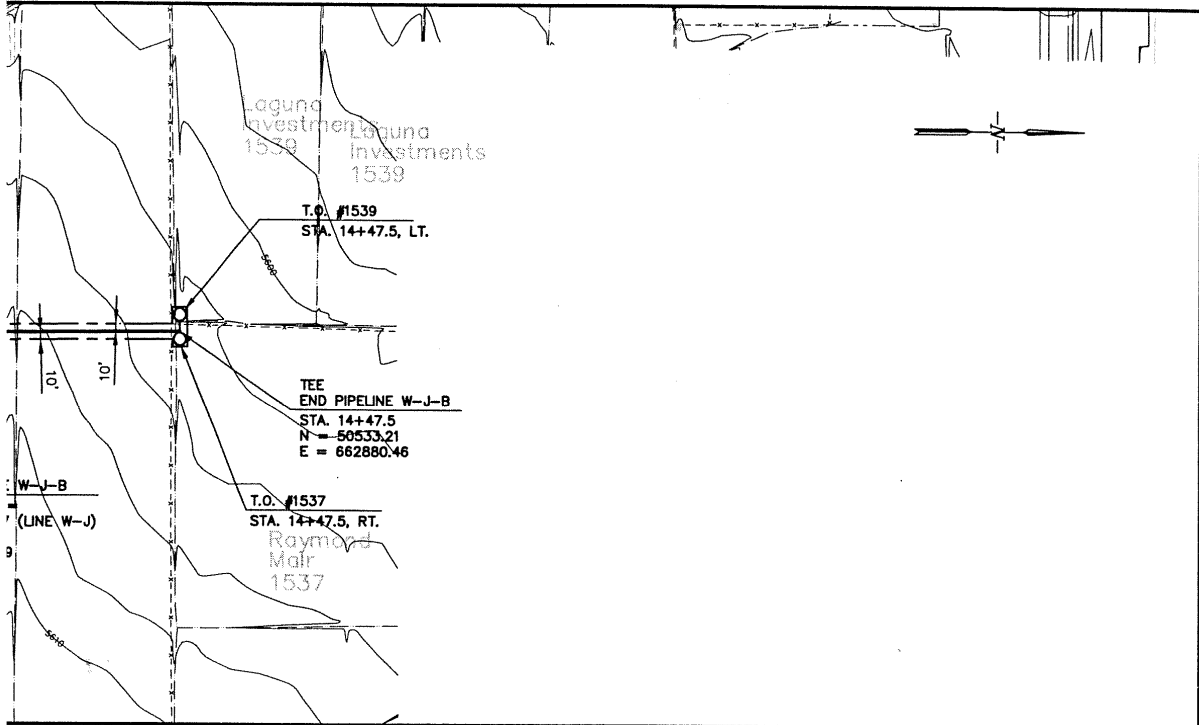 Laguna
Investments
1539
Laguna
Investments
1539
T.O. #1539
STA. 14+47.5, LT.
5600
N
10'
10'
TEE
END PIPELINE W-J-B
STA. 14+47.5
N = 50533.21
E = 662880.46
W-J-B
(LINE W-J)
9
T.O. #1537
STA. 14+47.5, RT.
Raymond
Mair
1537
5610